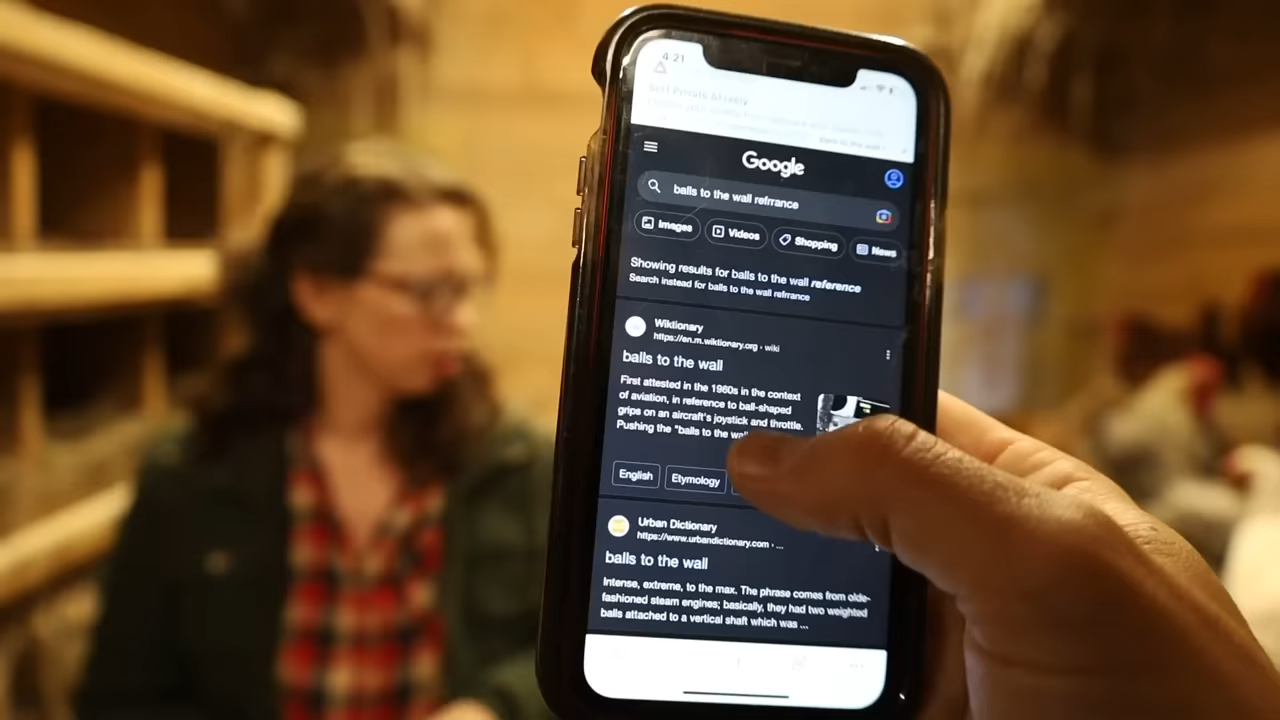 4:21
Google
balls to the wall refrrance
Images
Videos
Shopping
News
Showing results for balls to the wall reference
Search instead for balls to the wall refrrance
Wiktionary
https://en.m.wiktionary.org › wiki
balls to the wall
First attested in the 1960s in the context
of aviation, in reference to ball-shaped
grips on an aircraft's joystick and throttle.
Pushing the "balls to the wal
English
Etymology
Urban Dictionary
https://www.urbandictionary.com › ...
balls to the wall
Intense, extreme, to the max. The phrase comes from olde-
fashioned steam engines; basically, they had two weighted
balls attached to a vertical shaft which was ...